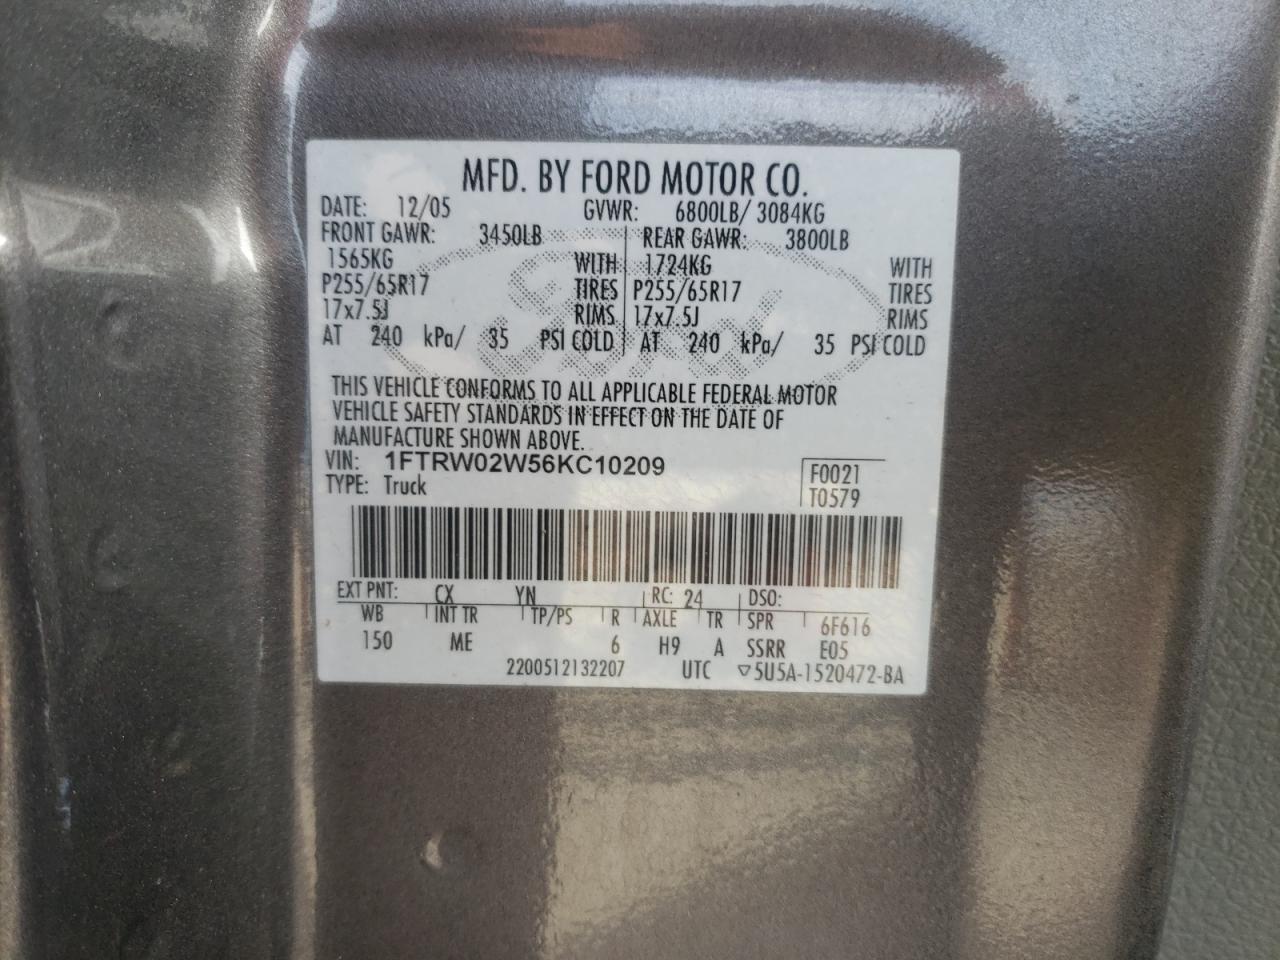 MFD. BY FORD MOTOR CO.
DATE: 12/05 GVWR: 6800LB/ 3084KG
FRONT GAWR: 3450LB REAR GAWR: 3800LB
1565KG WITH 1724KG WITH
P255/65R17 TIRES P255/65R17 TIRES
17x7.5J RIMS 17x7.5J RIMS
AT 240 kPa/ 35 PSI COLD AT 240 kPa/ 35 PSI COLD
THIS VEHICLE CONFORMS TO ALL APPLICABLE FEDERAL MOTOR
VEHICLE SAFETY STANDARDS IN EFFECT ON THE DATE OF
MANUFACTURE SHOWN ABOVE.
VIN: 1FTRW02W56KC10209
F0021
TYPE: Truck
T0579
EXT PNT: CX YN RC: 24 DSO:
WB INT TR TP/PS R AXLE TR SPR 6F616
150 ME 6 H9 A SSRR E05
2200512132207 UTC ▽5U5A-1520472-BA
Ford